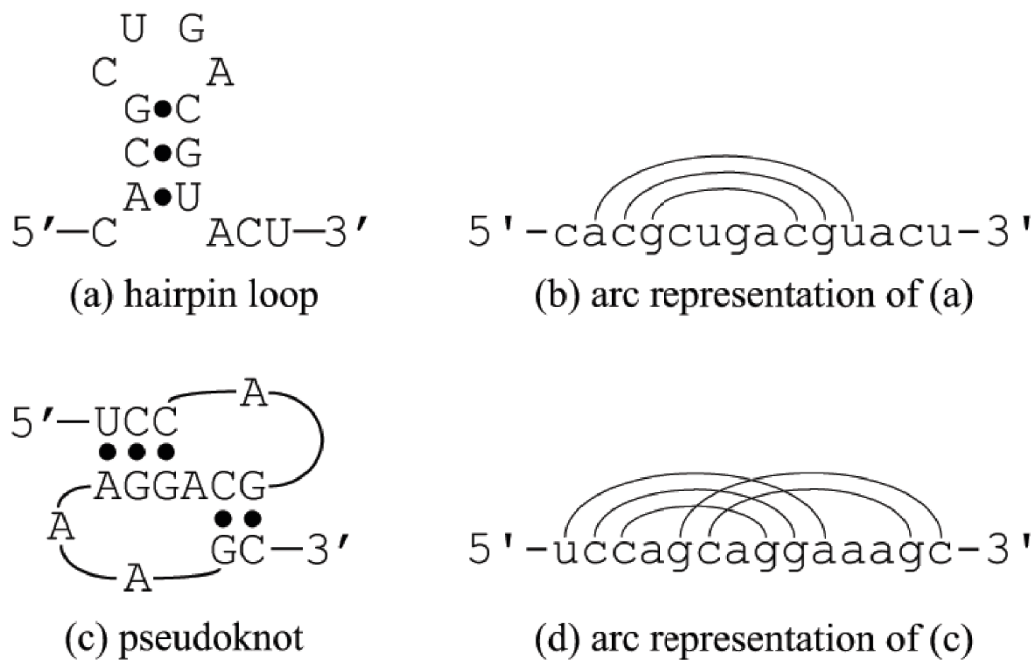 U G
C A
G●C
C●G
A●U
5′—C ACU—3′
5'-cacgcugacguacu-3'
(a) hairpin loop
(b) arc representation of (a)
A
5′—UCC
AGGACG
A
GC—3′
A
5'-uccagcaggaaagc-3'
(c) pseudoknot
(d) arc representation of (c)